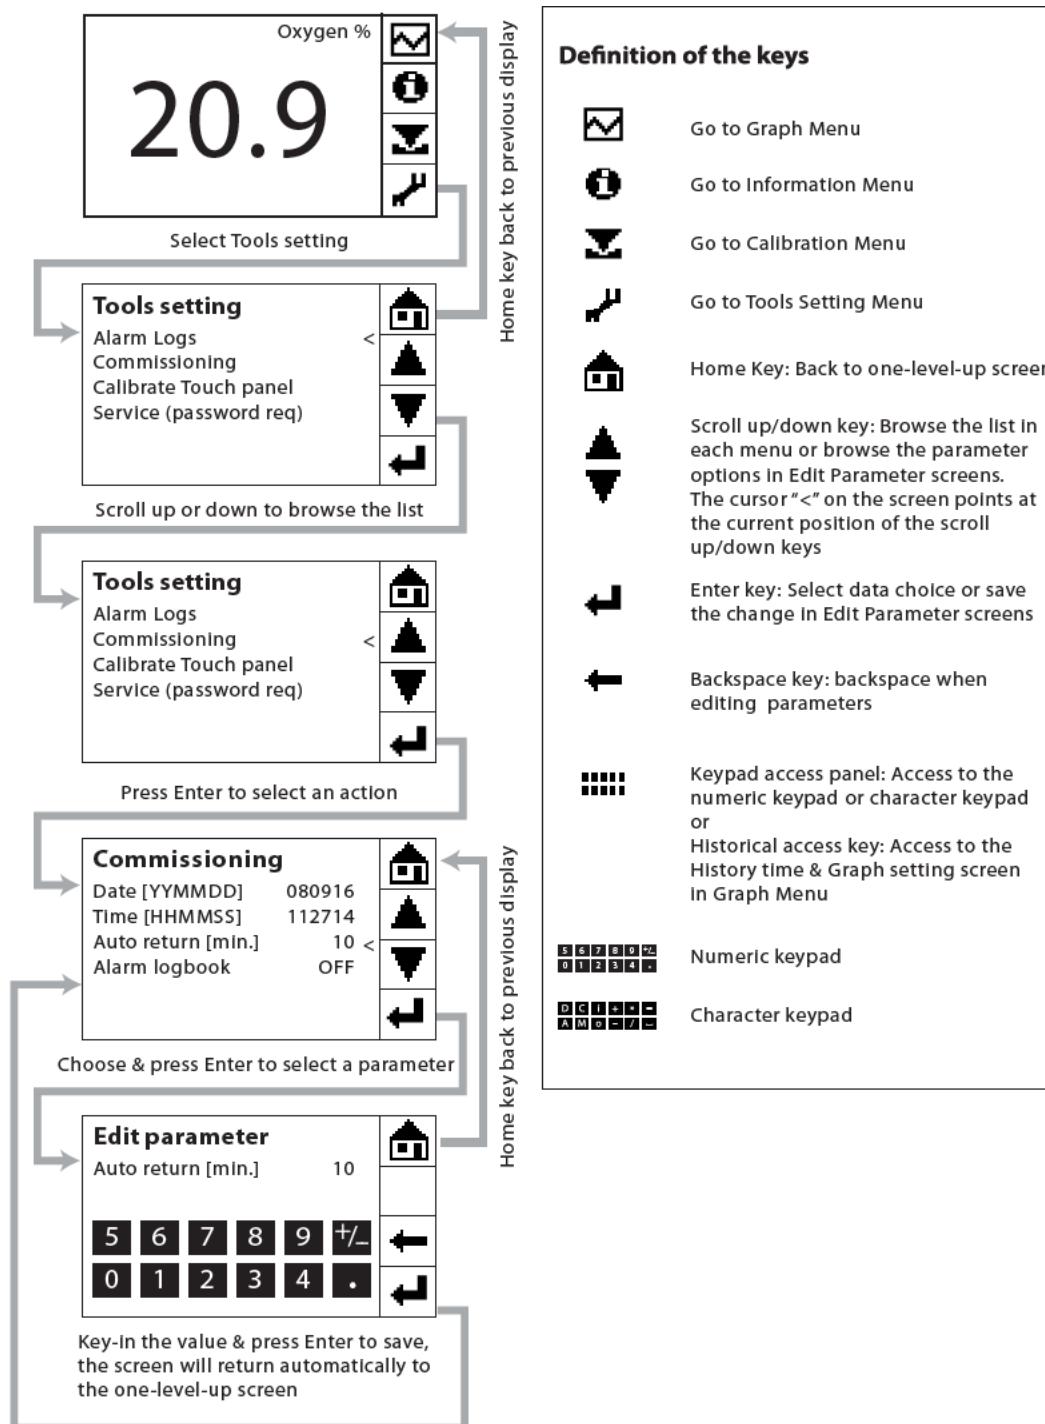 Oxygen %
20.9
Select Tools setting
Home key back to previous display
Tools setting
Alarm Logs <
Commissioning
Calibrate Touch panel
Service (password req)
Scroll up or down to browse the list
Tools setting
Alarm Logs
Commissioning <
Calibrate Touch panel
Service (password req)
Press Enter to select an action
Commissioning
Date [YYMMDD] 080916
Time [HHMMSS] 112714
Auto return [min.] 10 <
Alarm logbook OFF
Choose & press Enter to select a parameter
Home key back to previous display
Edit parameter
Auto return [min.] 10
5 6 7 8 9 +/_
0 1 2 3 4 .
Key-in the value & press Enter to save,
the screen will return automatically to
the one-level-up screen
Definition of the keys
Go to Graph Menu
Go to Information Menu
Go to Calibration Menu
Go to Tools Setting Menu
Home Key: Back to one-level-up screen
Scroll up/down key: Browse the list in
each menu or browse the parameter
options in Edit Parameter screens.
The cursor "<" on the screen points at
the current position of the scroll
up/down keys
Enter key: Select data choice or save
the change in Edit Parameter screens
Backspace key: backspace when
editing parameters
Keypad access panel: Access to the
numeric keypad or character keypad
or
Historical access key: Access to the
History time & Graph setting screen
in Graph Menu
5 6 7 8 9 +/_
0 1 2 3 4 .
Numeric keypad
D C i +
A M o - /
Character keypad